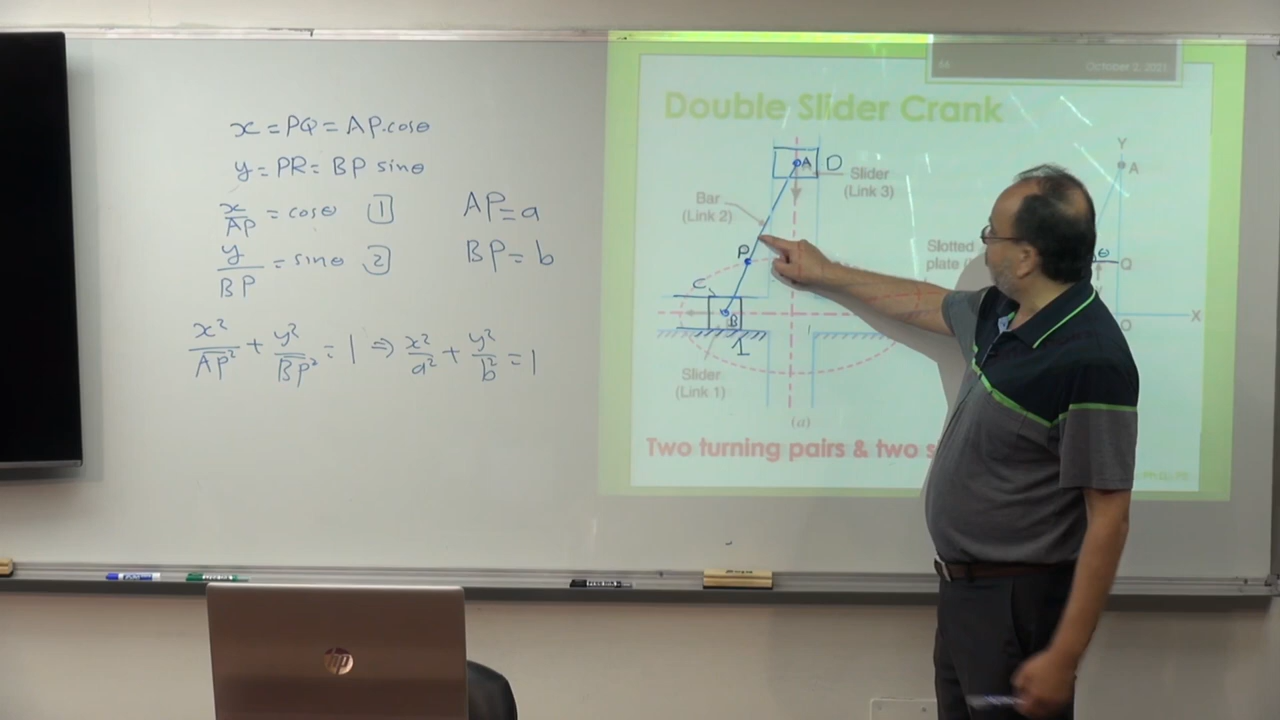 x = PQ = AP.cosθ
y = PR = BP sinθ
x/AP = cosθ 1
y/BP = sinθ 2
AP = a
BP = b
x²/AP² + y²/BP² = 1 ⇒ x²/a² + y²/b² = 1
October 2, 2021
Double Slider Crank
A D
Slider
(Link 3)
Bar
(Link 2)
P
Slotted
plate
C
B
1
Slider
(Link 1)
(a)
Two turning pairs & two s
Y
A
θ
Q
O
X
hp